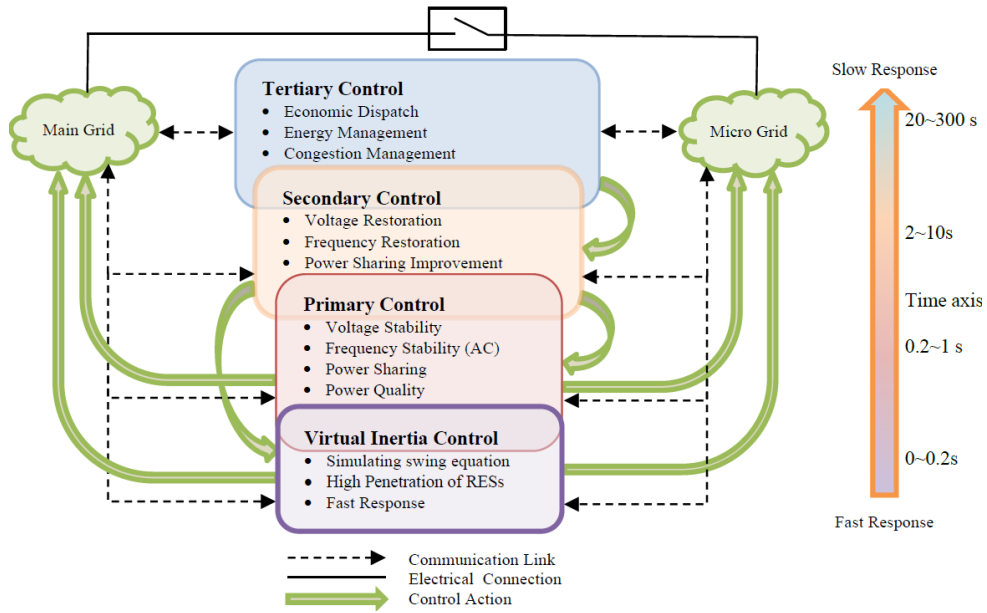 Tertiary Control
• Economic Dispatch
• Energy Management
• Congestion Management
Main Grid
Micro Grid
Secondary Control
• Voltage Restoration
• Frequency Restoration
• Power Sharing Improvement
Primary Control
• Voltage Stability
• Frequency Stability (AC)
• Power Sharing
• Power Quality
Virtual Inertia Control
• Simulating swing equation
• High Penetration of RESs
• Fast Response
Slow Response
20~300 s
2~10s
Time axis
0.2~1 s
0~0.2s
Fast Response
Communication Link
Electrical Connection
Control Action